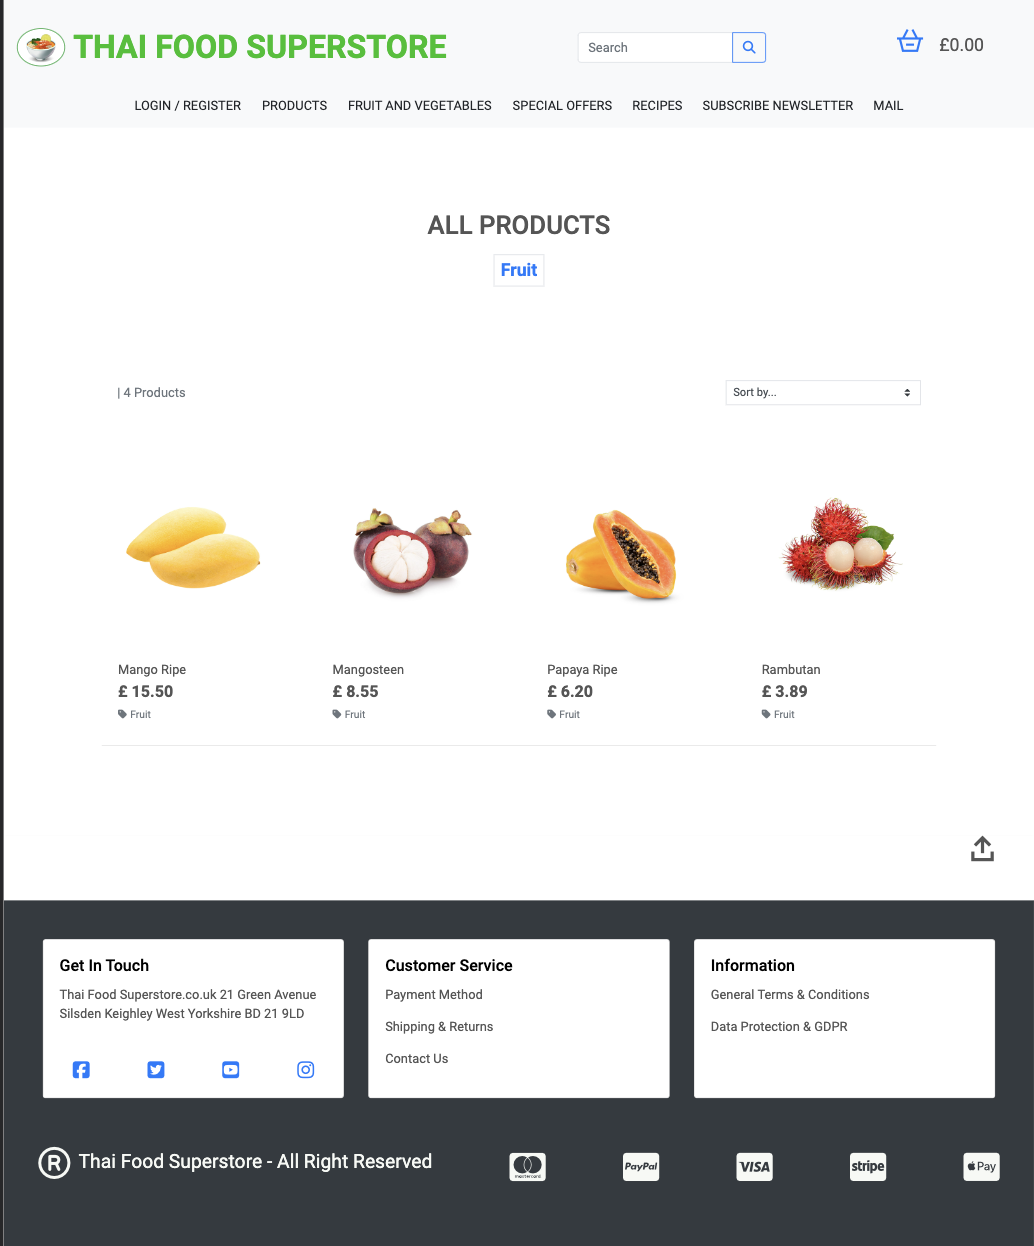 THAI FOOD SUPERSTORE
Search
£0.00
LOGIN / REGISTER PRODUCTS FRUIT AND VEGETABLES SPECIAL OFFERS RECIPES SUBSCRIBE NEWSLETTER MAIL
ALL PRODUCTS
Fruit
| 4 Products
Sort by...
Mango Ripe
£ 15.50
Fruit
Mangosteen
£ 8.55
Fruit
Papaya Ripe
£ 6.20
Fruit
Rambutan
£ 3.89
Fruit
Get In Touch
Thai Food Superstore.co.uk 21 Green Avenue
Silsden Keighley West Yorkshire BD 21 9LD
Customer Service
Payment Method
Shipping & Returns
Contact Us
Information
General Terms & Conditions
Data Protection & GDPR
® Thai Food Superstore - All Right Reserved
mastercard
PayPal
VISA
stripe
Pay